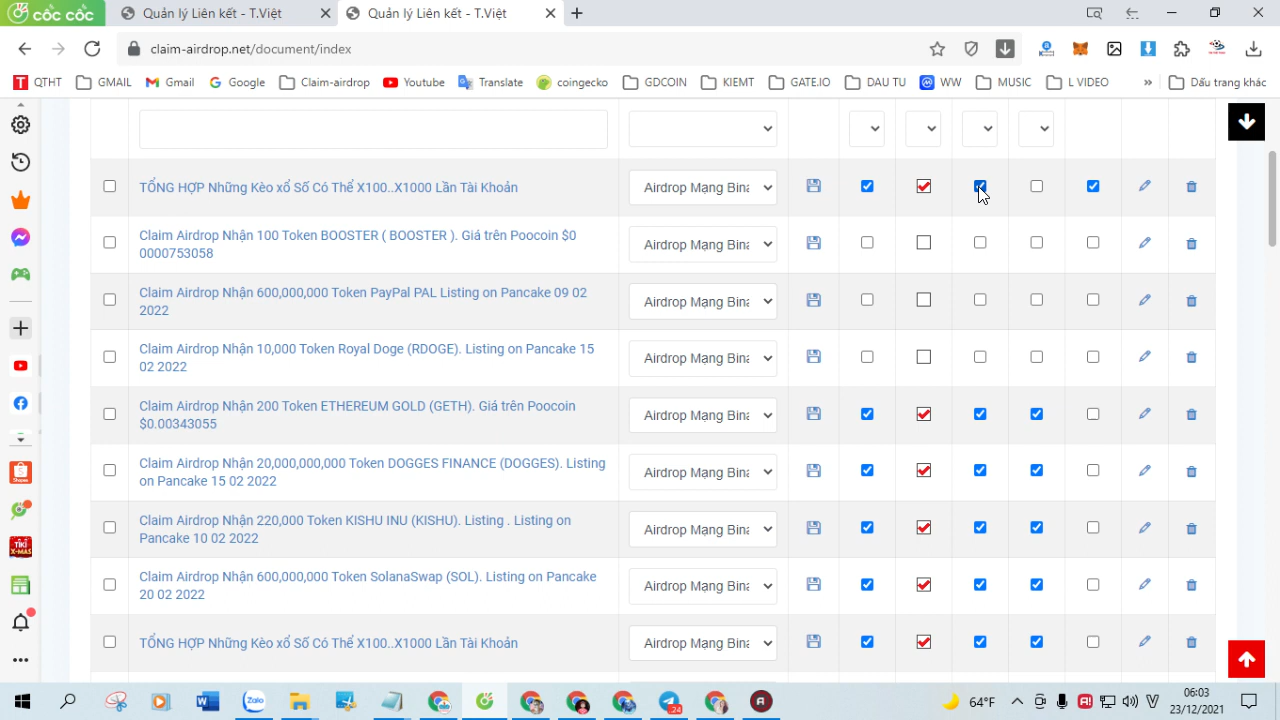 cốc cốc
Quản lý kết - T.Việt
Quản lý kết - T.Việt
claim-airdrop.net/document/index
QTHT
GMAIL
Gmail
Google
Claim-airdrop
Youtube
Translate
coingecko
GDCOIN
KIEMT
GATE.IO
DAU TU
WW
MUSIC
L VIDEO
»
Dấu trang khác
TỔNG HỢP Những Kèo xổ Số Có Thể X100..X1000 Lần Tài Khoản
Airdrop Mạng Bina
Claim Airdrop Nhận 100 Token BOOSTER ( BOOSTER ). Giá trên Poocoin $0
0000753058
Airdrop Mạng Bina
Claim Airdrop Nhận 600,000,000 Token PayPal PAL Listing on Pancake 09 02
2022
Airdrop Mạng Bina
Claim Airdrop Nhận 10,000 Token Royal Doge (RDOGE). Listing on Pancake 15
02 2022
Airdrop Mạng Bina
Claim Airdrop Nhận 200 Token ETHEREUM GOLD (GETH). Giá trên Poocoin
$0.00343055
Airdrop Mạng Bina
Claim Airdrop Nhận 20,000,000,000 Token DOGGES FINANCE (DOGGES). Listing
on Pancake 15 02 2022
Airdrop Mạng Bina
Claim Airdrop Nhận 220,000 Token KISHU INU (KISHU). Listing . Listing on
Pancake 10 02 2022
Airdrop Mạng Bina
Claim Airdrop Nhận 600,000,000 Token SolanaSwap (SOL). Listing on Pancake
20 02 2022
Airdrop Mạng Bina
TỔNG HỢP Những Kèo xổ Số Có Thể X100..X1000 Lần Tài Khoản
Airdrop Mạng Bina
Shopee
TIKI
X-MAS
Zalo
24
64°F
06:03
23/12/2021